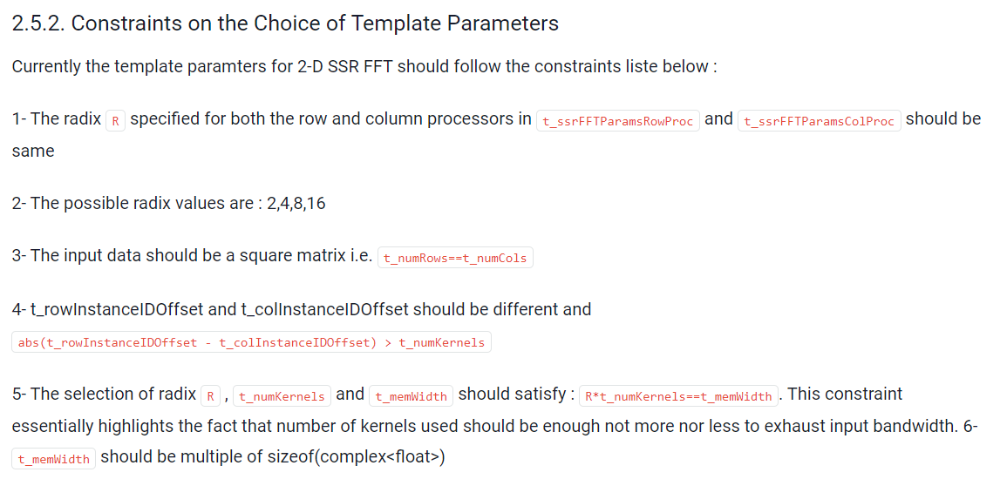 2.5.2. Constraints on the Choice of Template Parameters
Currently the template paramters for 2-D SSR FFT should follow the constraints liste below :
1- The radix R specified for both the row and column processors in t_ssrFFTParamsRowProc and t_ssrFFTParamsColProc should be
same
2- The possible radix values are : 2,4,8,16
3- The input data should be a square matrix i.e. t_numRows==t_numCols
4- t_rowInstanceIDOffset and t_colInstanceIDOffset should be different and
abs(t_rowInstanceIDOffset - t_colInstanceIDOffset) > t_numKernels
5- The selection of radix R , t_numKernels and t_memWidth should satisfy : R*t_numKernels==t_memWidth. This constraint
essentially highlights the fact that number of kernels used should be enough not more nor less to exhaust input bandwidth. 6-
t_memWidth should be multiple of sizeof(complex<float>)